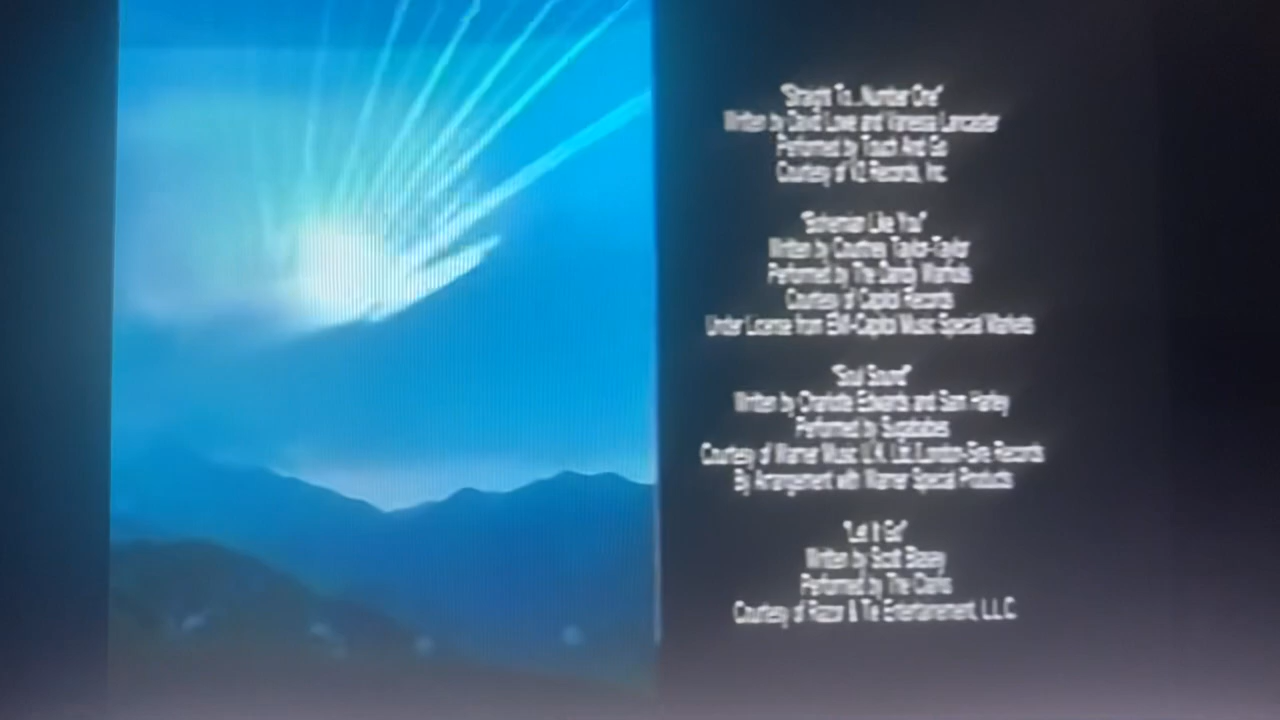 "Straight To...Number One"
Written by David Lowe and Vanessa Lancaster
Performed by Touch And Go
Courtesy of V2 Records, Inc.
"Bohemian Like You"
Written by Courtney Taylor-Taylor
Performed by The Dandy Warhols
Courtesy of Capitol Records
Under License from EMI-Capitol Music Special Markets
"Soul Sound"
Written by Charlotte Edwards and Sam Harley
Performed by Sugababes
Courtesy of Warner Music U.K. Ltd./London-Sire Records
By Arrangement with Warner Special Products
"Let It Go"
Written by Scott Blasey
Performed by The Clarks
Courtesy of Razor & Tie Entertainment, L.L.C.